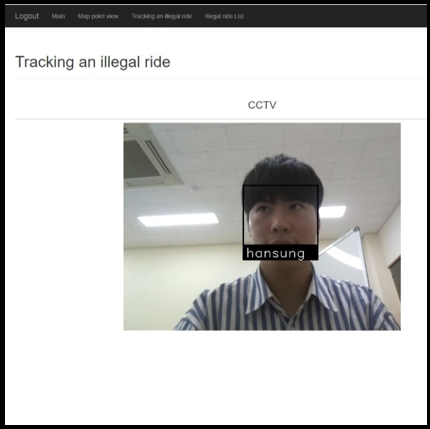 Logout Main Map point view Tracking an illegal ride Illegal ride List
Tracking an illegal ride
CCTV
hansung